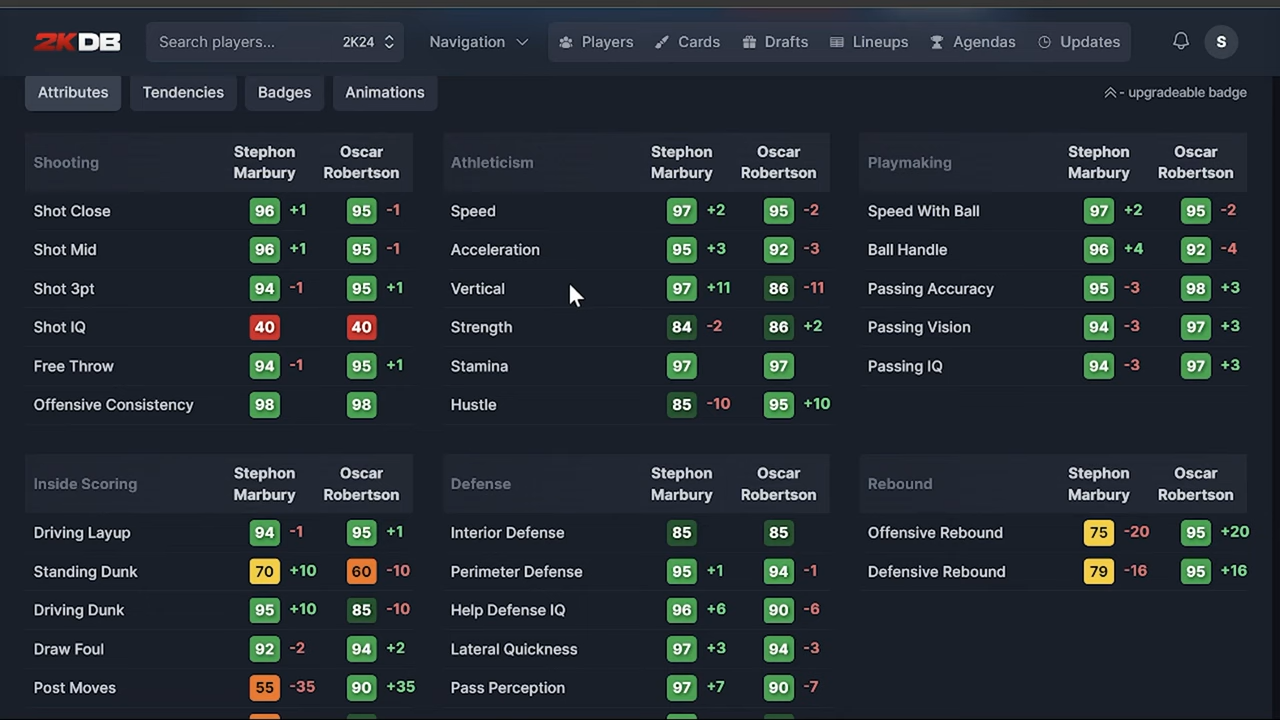 2KDB Search players... 2K24 Navigation Players Cards Drafts Lineups Agendas Updates S
Attributes Tendencies Badges Animations - upgradeable badge
Shooting Stephon Marbury Oscar Robertson
Shot Close 96 +1 95 -1
Shot Mid 96 +1 95 -1
Shot 3pt 94 -1 95 +1
Shot IQ 40 40
Free Throw 94 -1 95 +1
Offensive Consistency 98 98
Athleticism Stephon Marbury Oscar Robertson
Speed 97 +2 95 -2
Acceleration 95 +3 92 -3
Vertical 97 +11 86 -11
Strength 84 -2 86 +2
Stamina 97 97
Hustle 85 -10 95 +10
Playmaking Stephon Marbury Oscar Robertson
Speed With Ball 97 +2 95 -2
Ball Handle 96 +4 92 -4
Passing Accuracy 95 -3 98 +3
Passing Vision 94 -3 97 +3
Passing IQ 94 -3 97 +3
Inside Scoring Stephon Marbury Oscar Robertson
Driving Layup 94 -1 95 +1
Standing Dunk 70 +10 60 -10
Driving Dunk 95 +10 85 -10
Draw Foul 92 -2 94 +2
Post Moves 55 -35 90 +35
Defense Stephon Marbury Oscar Robertson
Interior Defense 85 85
Perimeter Defense 95 +1 94 -1
Help Defense IQ 96 +6 90 -6
Lateral Quickness 97 +3 94 -3
Pass Perception 97 +7 90 -7
Rebound Stephon Marbury Oscar Robertson
Offensive Rebound 75 -20 95 +20
Defensive Rebound 79 -16 95 +16